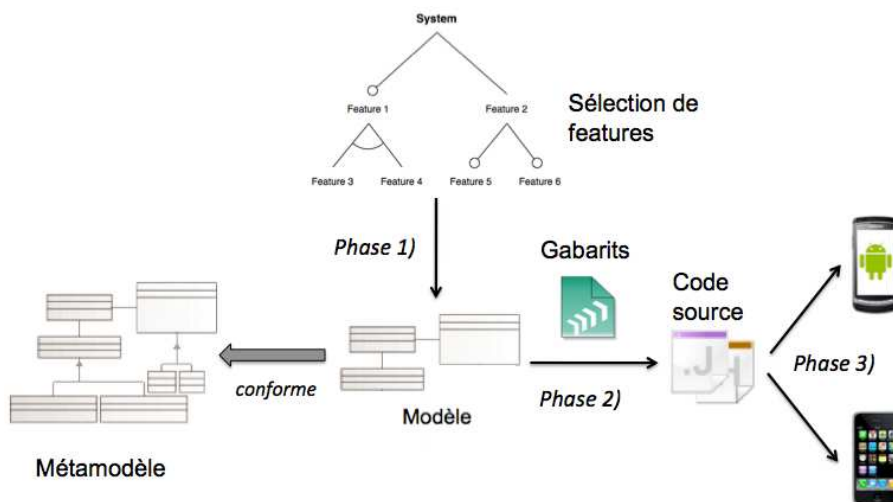 System
Feature 1
Feature 2
Sélection de
features
Feature 3
Feature 4
Feature 5
Feature 6
Phase 1)
Gabarits
Code
source
.J
Phase 3)
conforme
Phase 2)
Modèle
Métamodèle